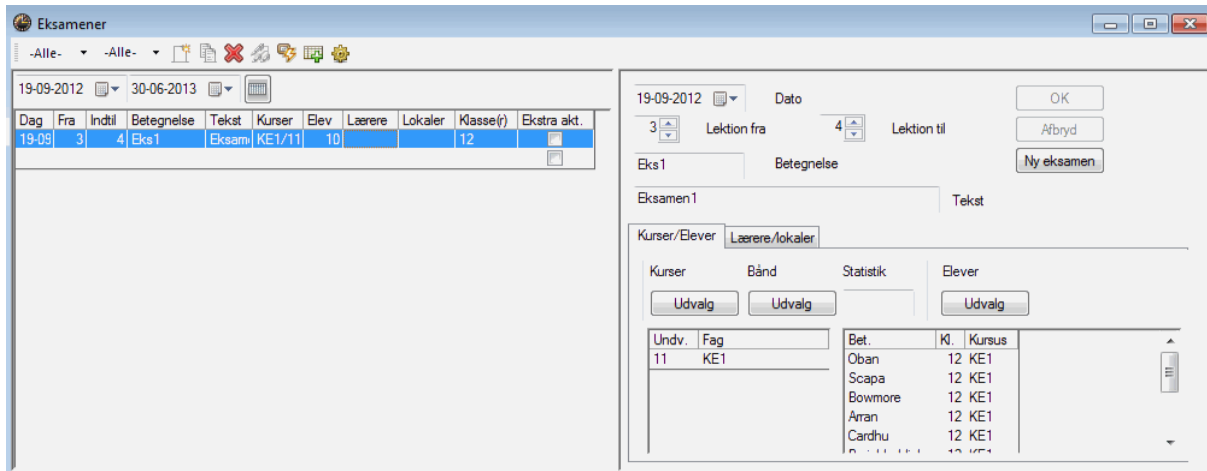 Eksamener
-Alle- -Alle-
19-09-2012 30-06-2013
Dag Fra Indtil Betegnelse Tekst Kurser Elev Lærere Lokaler Klasse(r) Ekstra akt.
19-09 3 4 Eks1 Eksam KE1/11 10 12
19-09-2012 Dato OK
3 Lektion fra 4 Lektion til Afbryd
Eks1 Betegnelse Ny eksamen
Eksamen1 Tekst
Kurser/Elever Lærere/lokaler
Kurser Bånd Statistik Elever
Udvalg Udvalg Udvalg
Undv. Fag Bet. Kl. Kursus
11 KE1 Oban 12 KE1
Scapa 12 KE1
Bowmore 12 KE1
Arran 12 KE1
Cardhu 12 KE1
12 KE1